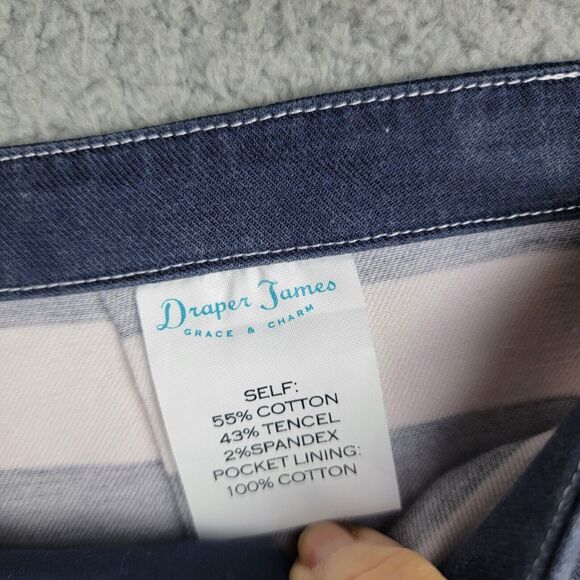 Draper James
GRACE & CHARM
SELF:
55% COTTON
43% TENCEL
2%SPANDEX
POCKET LINING:
100% COTTON